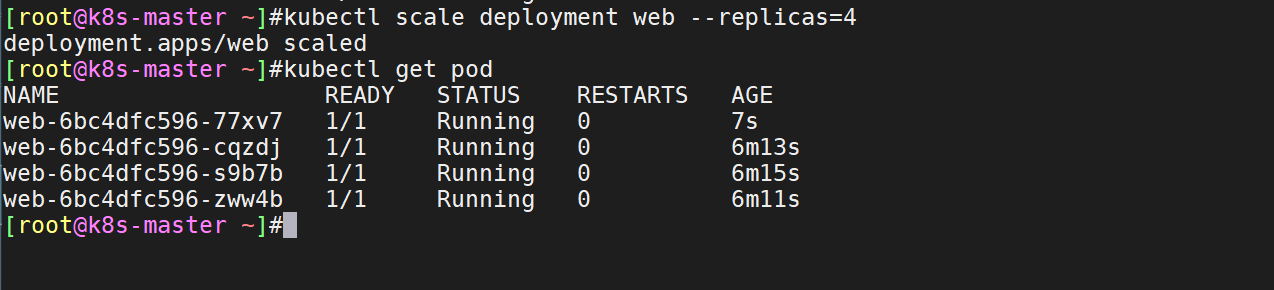 [root@k8s-master ~]#kubectl scale deployment web --replicas=4
deployment.apps/web scaled
[root@k8s-master ~]#kubectl get pod
NAME                   READY   STATUS    RESTARTS   AGE
web-6bc4dfc596-77xv7   1/1     Running   0          7s
web-6bc4dfc596-cqzdj   1/1     Running   0          6m13s
web-6bc4dfc596-s9b7b   1/1     Running   0          6m15s
web-6bc4dfc596-zww4b   1/1     Running   0          6m11s
[root@k8s-master ~]#